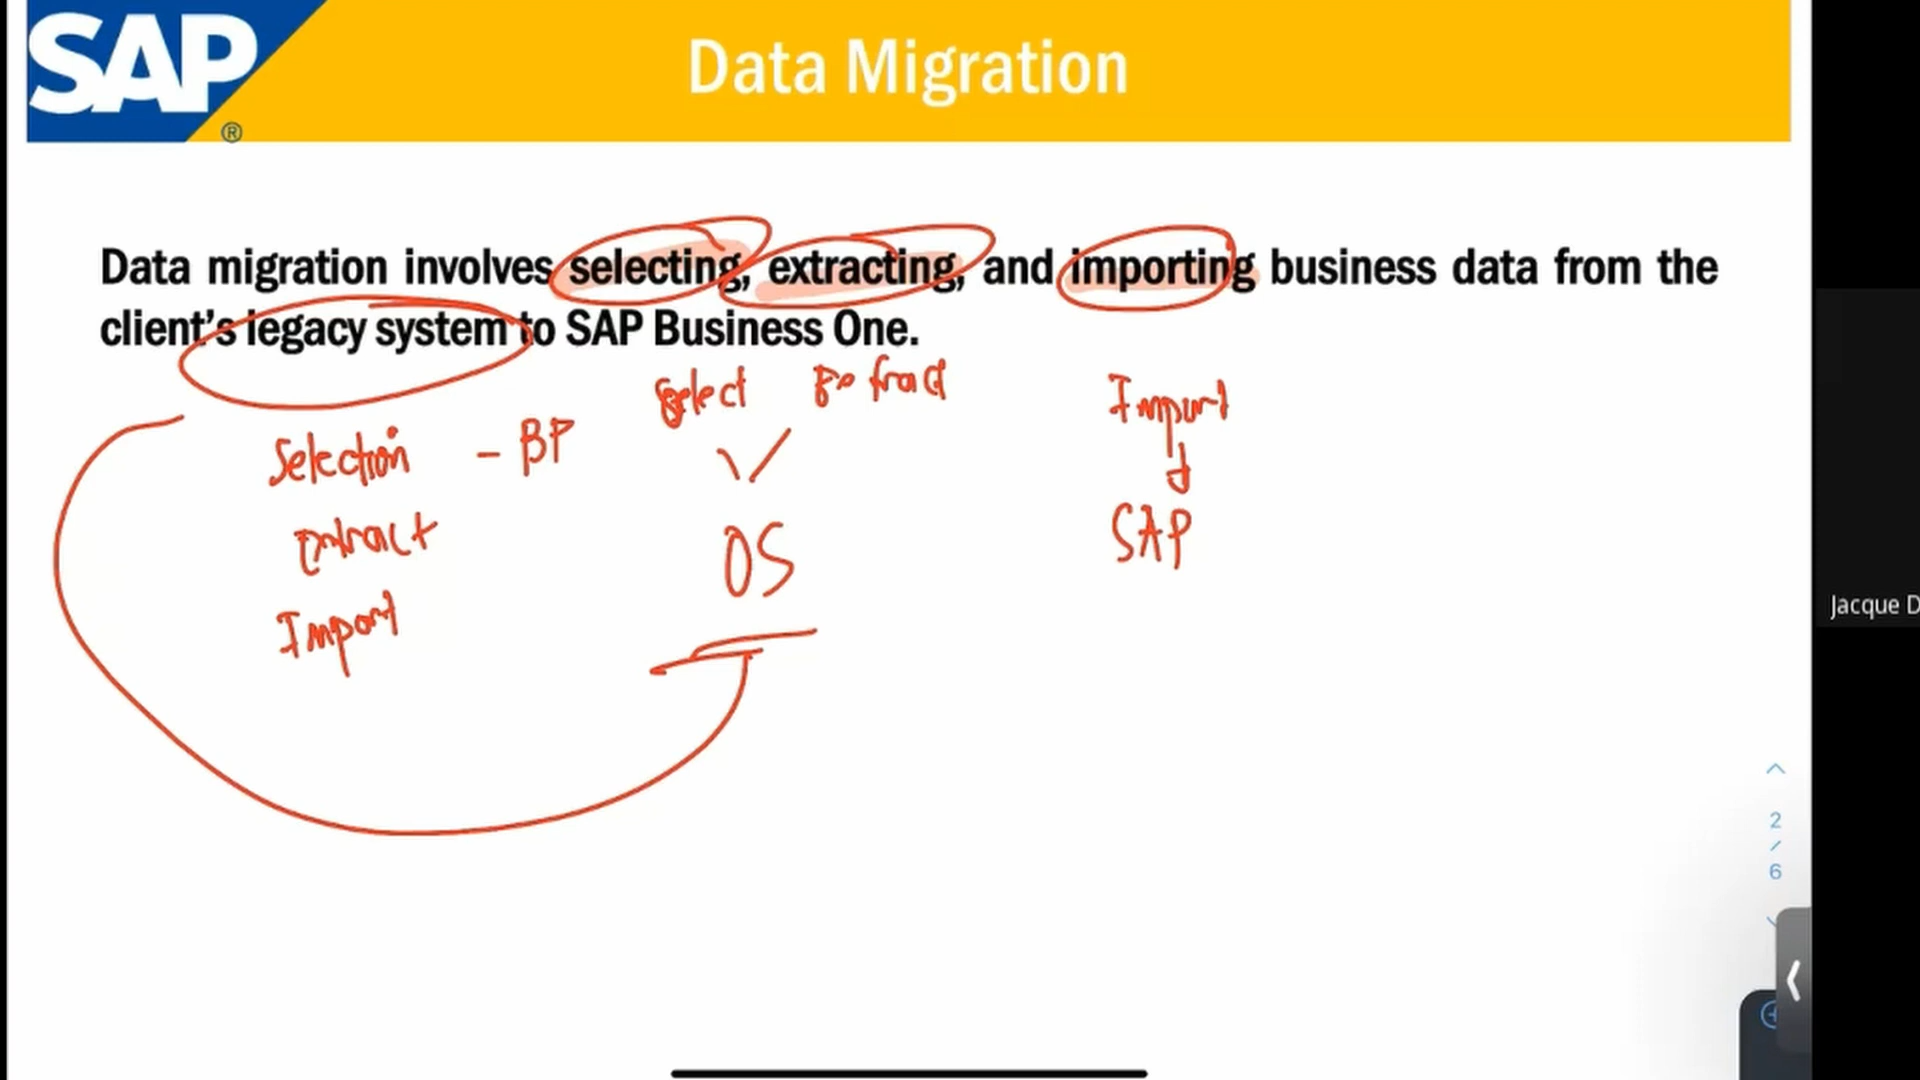 SAP
®
Data Migration
Data migration involves selecting, extracting, and importing business data from the
client's legacy system to SAP Business One.
Select
Import
Selection - BP
SAP
Extract
OS
Import
Jacque D
2
/
6